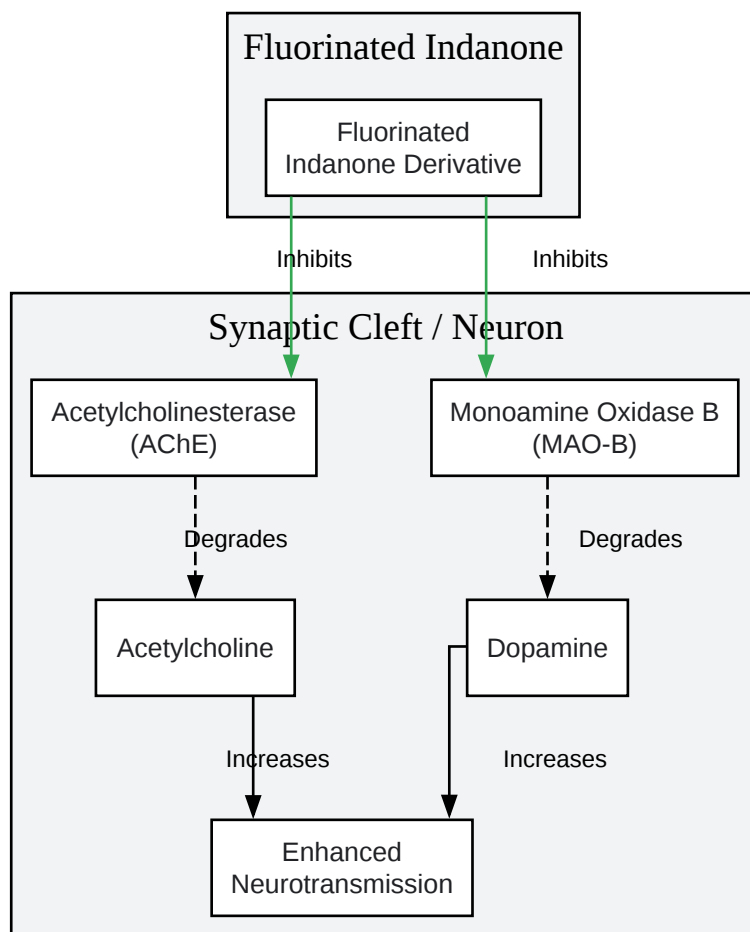 Fluorinated Indanone
Fluorinated
Indanone Derivative
Inhibits
Inhibits
Synaptic Cleft / Neuron
Acetylcholinesterase
(AChE)
Monoamine Oxidase B
(MAO-B)
Degrades
Degrades
Acetylcholine
Dopamine
Increases
Increases
Enhanced
Neurotransmission